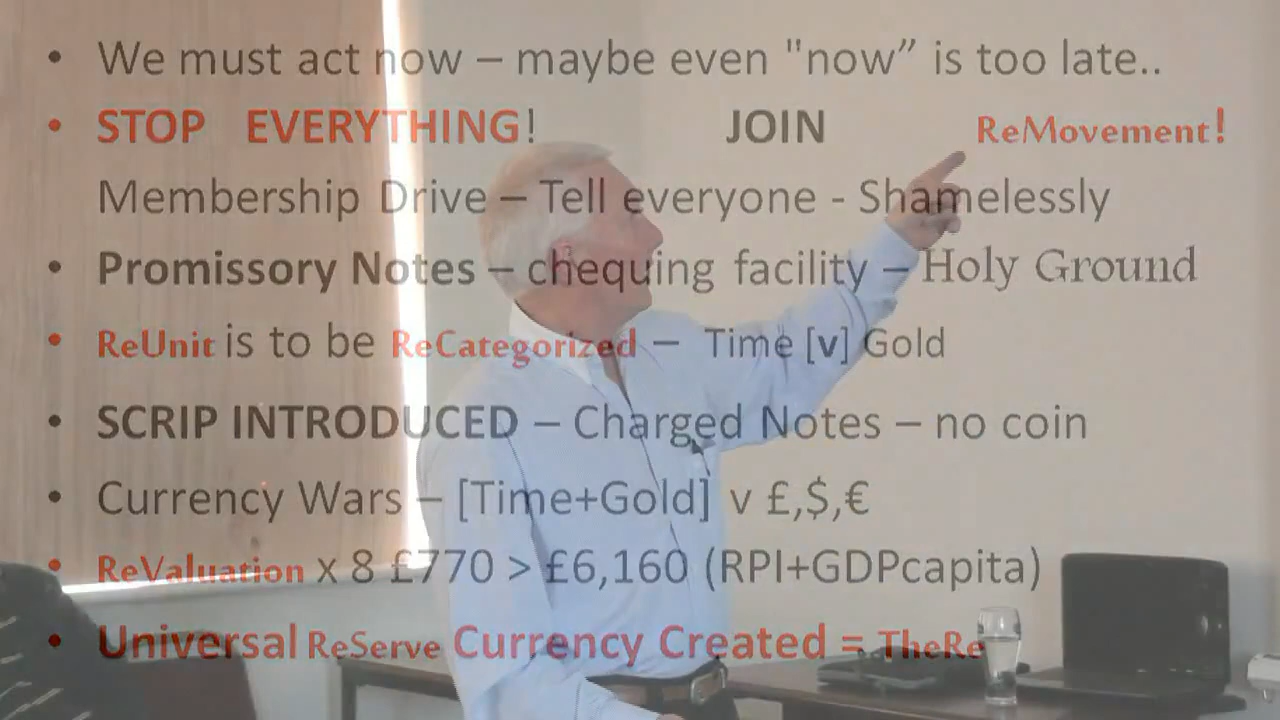 • We must act now – maybe even "now” is too late..
• STOP EVERYTHING! JOIN ReMovement!
Membership Drive – Tell everyone - Shamelessly
• Promissory Notes – chequing facility – Holy Ground
• ReUnit is to be ReCategorized – Time [v] Gold
• SCRIP INTRODUCED – Charged Notes – no coin
• Currency Wars – [Time+Gold] v £,$,€
• ReValuation x 8 £770 > £6,160 (RPI+GDPcapita)
• Universal ReServe Currency Created = TheRe